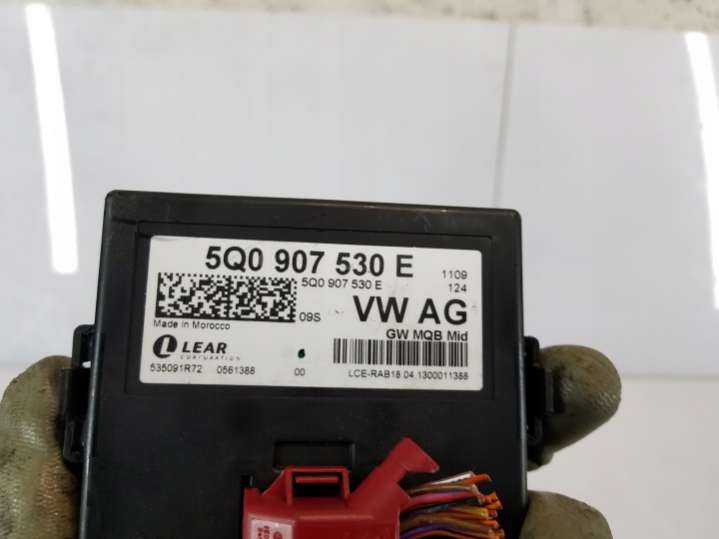 5Q0 907 530 E
1109
5Q0 907 530 E
124
09S
VW AG
Made in Morocco
GW MQB Mid
LEAR
CORPORATION
535091R72 0561388 00 LCE-RAB18 04.1300011388